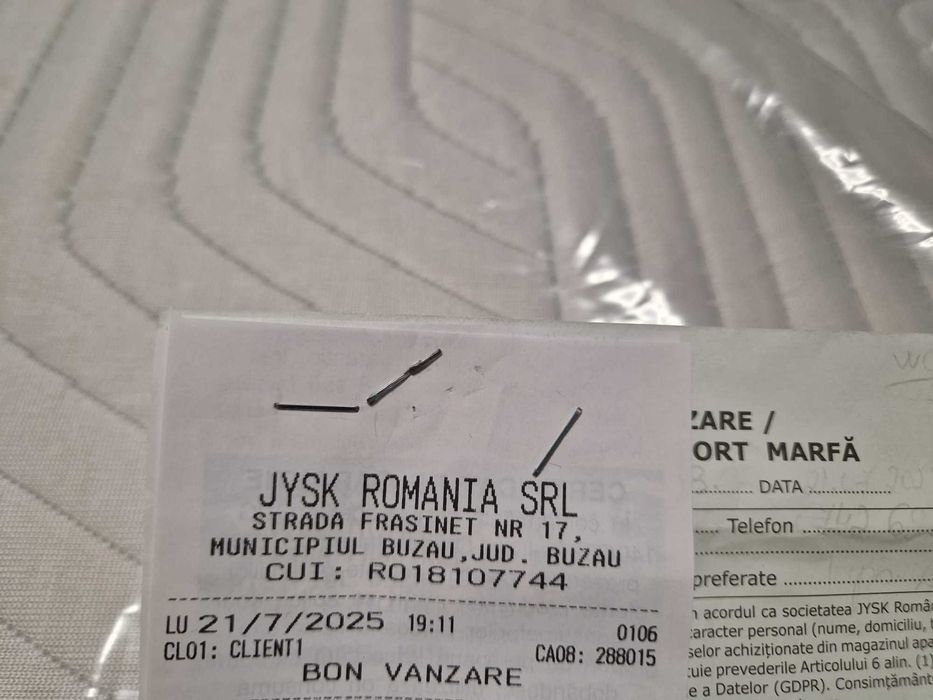 JYSK ROMANIA SRL
STRADA FRASINET NR 17,
MUNICIPIUL BUZAU,JUD. BUZAU
CUI: RO18107744
LU 21/7/2025 19:11 0106
CL01: CLIENT1 CA08: 288015
BON VANZARE
ZARE /
ORT MARFĂ
DATA
Telefon
preferate
acordul ca societatea JYSK Român
caracter personal (nume, domiciliu,
selor achiziționate din magazinul apa
uie prevederile Articolului 6 alin. (1)
e a Datelor (GDPR). Consimțământ